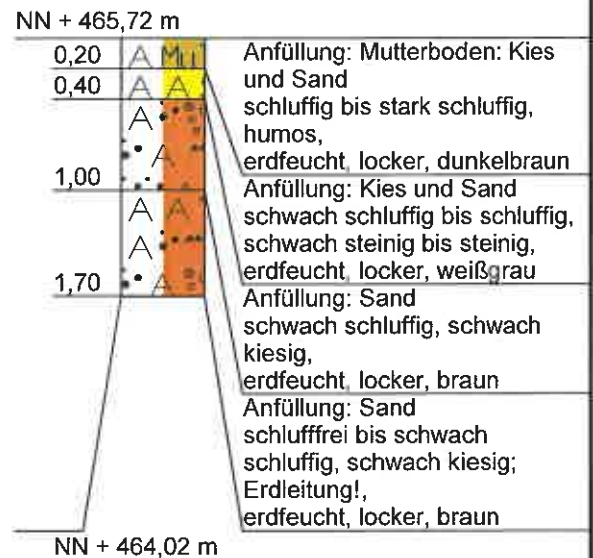 NN + 465,72 m
0,20
A Mu
Anfüllung: Mutterboden: Kies
und Sand
schluffig bis stark schluffig,
humos,
erdfeucht, locker, dunkelbraun
0,40
A A
A
A
1,00
Anfüllung: Kies und Sand
schwach schluffig bis schluffig,
schwach steinig bis steinig,
erdfeucht, locker, weißgrau
A A
A
A
1,70
Anfüllung: Sand
schwach schluffig, schwach
kiesig,
erdfeucht, locker, braun
Anfüllung: Sand
schlufffrei bis schwach
schluffig, schwach kiesig;
Erdleitung!,
erdfeucht, locker, braun
NN + 464,02 m